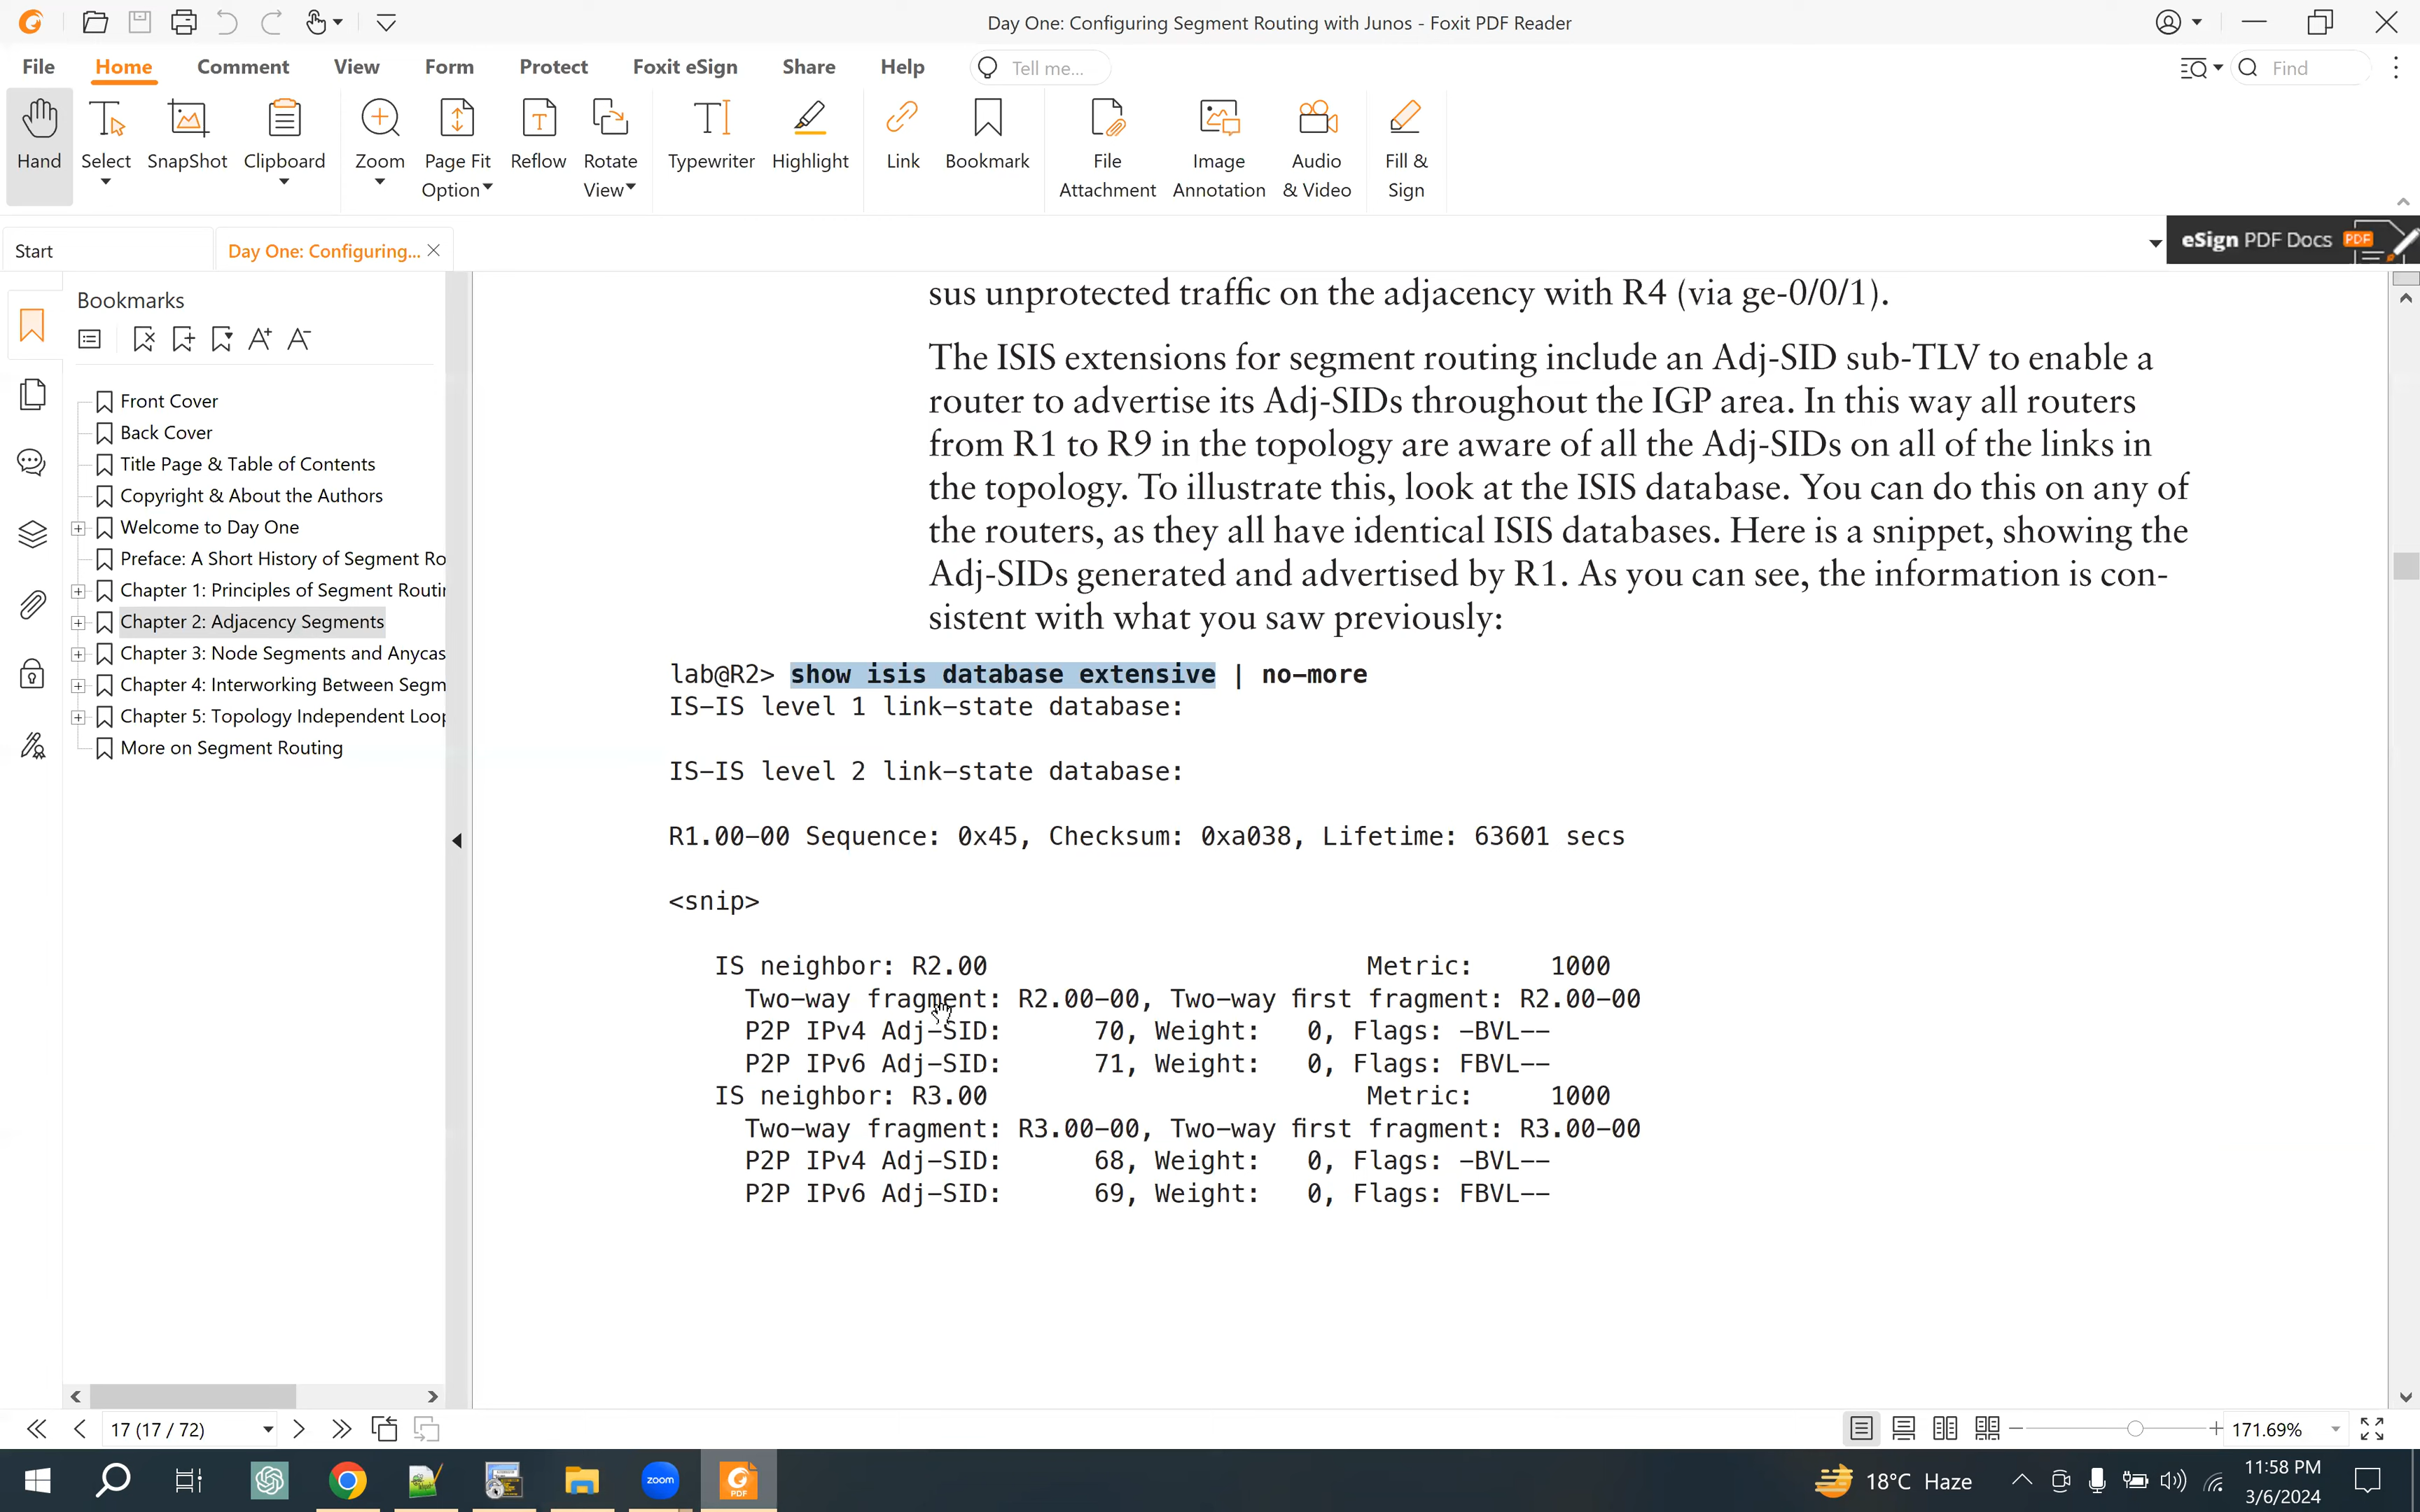 Day One: Configuring Segment Routing with Junos - Foxit PDF Reader
File Home Comment View Form Protect Foxit eSign Share Help Tell me... Find
Hand Select SnapShot Clipboard Zoom Page Fit Option Reflow Rotate View Typewriter Highlight Link Bookmark File Attachment Image Annotation Audio & Video Fill & Sign
Start Day One: Configuring... eSign PDF Docs PDF
Bookmarks
Front Cover
Back Cover
Title Page & Table of Contents
Copyright & About the Authors
Welcome to Day One
Preface: A Short History of Segment Ro
Chapter 1: Principles of Segment Routin
Chapter 2: Adjacency Segments
Chapter 3: Node Segments and Anycas
Chapter 4: Interworking Between Segm
Chapter 5: Topology Independent Loop
More on Segment Routing
sus unprotected traffic on the adjacency with R4 (via ge-0/0/1).
The ISIS extensions for segment routing include an Adj-SID sub-TLV to enable a
router to advertise its Adj-SIDs throughout the IGP area. In this way all routers
from R1 to R9 in the topology are aware of all the Adj-SIDs on all of the links in
the topology. To illustrate this, look at the ISIS database. You can do this on any of
the routers, as they all have identical ISIS databases. Here is a snippet, showing the
Adj-SIDs generated and advertised by R1. As you can see, the information is con-
sistent with what you saw previously:
lab@R2> show isis database extensive | no-more
IS-IS level 1 link-state database:
IS-IS level 2 link-state database:
R1.00-00 Sequence: 0x45, Checksum: 0xa038, Lifetime: 63601 secs
<snip>
IS neighbor: R2.00 Metric: 1000
Two-way fragment: R2.00-00, Two-way first fragment: R2.00-00
P2P IPv4 Adj-SID: 70, Weight: 0, Flags: -BVL--
P2P IPv6 Adj-SID: 71, Weight: 0, Flags: FBVL--
IS neighbor: R3.00 Metric: 1000
Two-way fragment: R3.00-00, Two-way first fragment: R3.00-00
P2P IPv4 Adj-SID: 68, Weight: 0, Flags: -BVL--
P2P IPv6 Adj-SID: 69, Weight: 0, Flags: FBVL--
17 (17 / 72) 171.69%
zoom PDF 18°C Haze 11:58 PM
3/6/2024